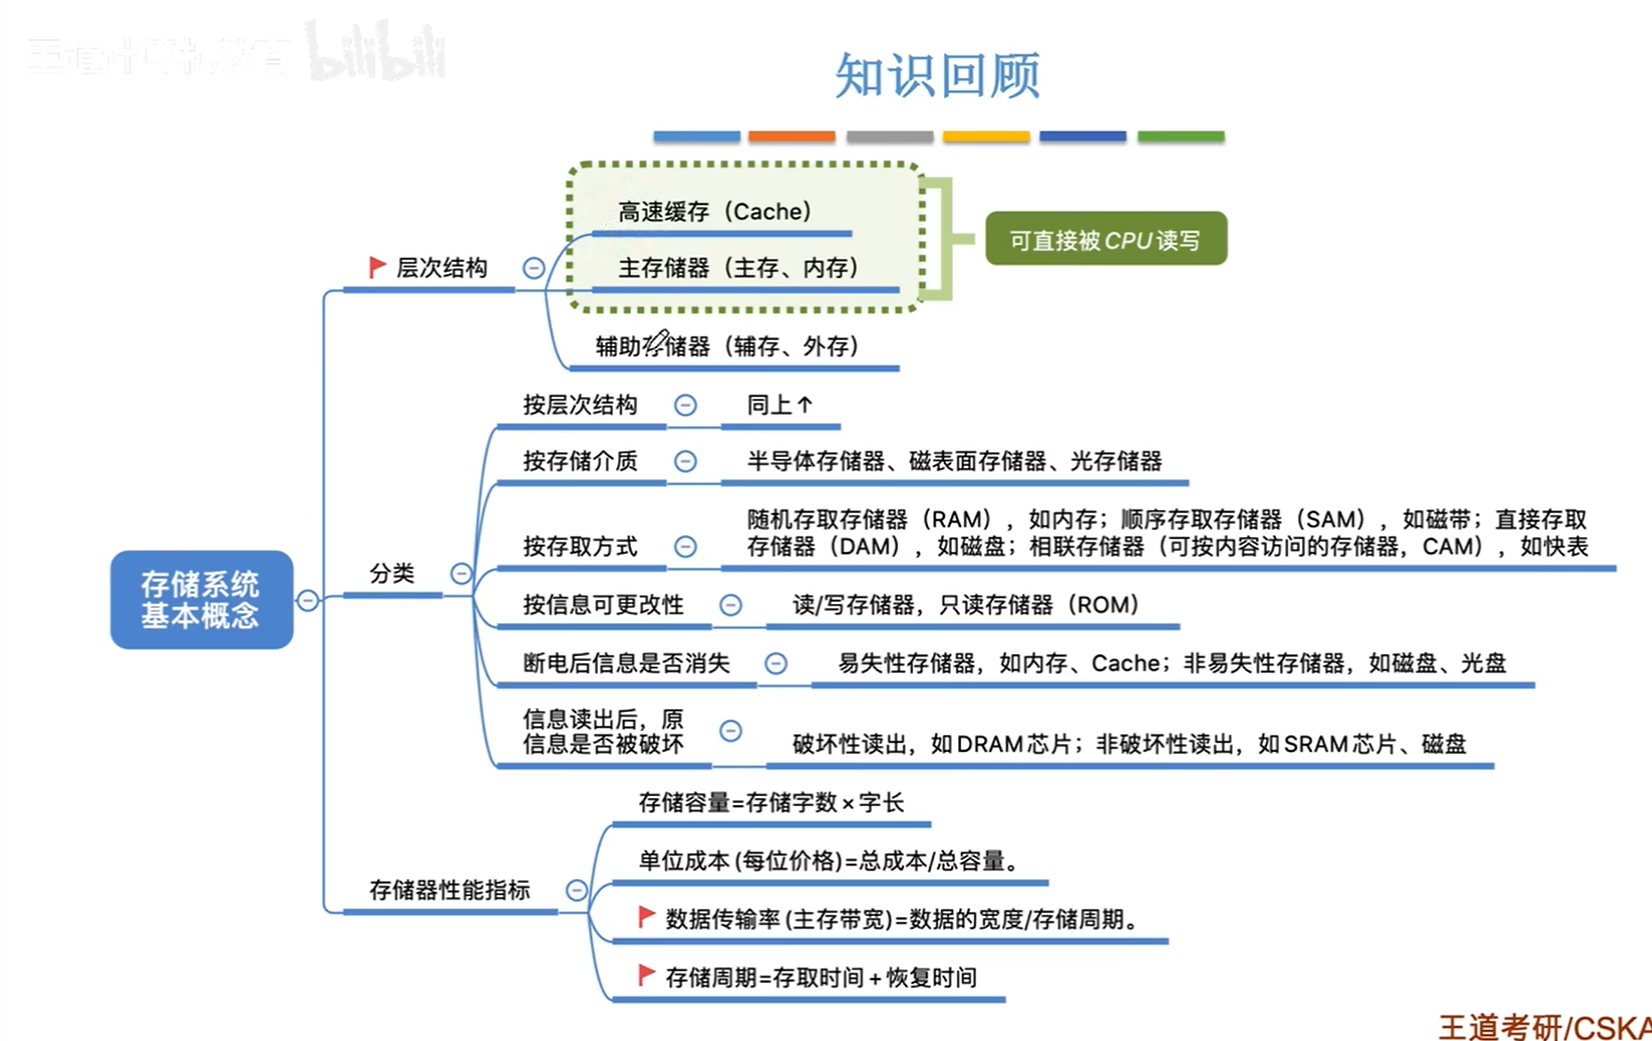 王道计算机教育 bilibili
知识回顾
高速缓存（Cache）
可直接被CPU读写
层次结构
主存储器（主存、内存）
辅助存储器（辅存、外存）
按层次结构
同上↑
按存储介质
半导体存储器、磁表面存储器、光存储器
随机存取存储器（RAM），如内存；顺序存取存储器（SAM），如磁带；直接存取
按存取方式
存储器（DAM），如磁盘；相联存储器（可按内容访问的存储器，CAM），如快表
分类
存储系统
基本概念
按信息可更改性
读/写存储器，只读存储器（ROM）
断电后信息是否消失
易失性存储器，如内存、Cache；非易失性存储器，如磁盘、光盘
信息读出后，原
信息是否被破坏
破坏性读出，如DRAM芯片；非破坏性读出，如SRAM芯片、磁盘
存储容量=存储字数×字长
单位成本(每位价格)=总成本/总容量。
存储器性能指标
数据传输率(主存带宽)=数据的宽度/存储周期。
存储周期=存取时间+恢复时间
王道考研/CSKA